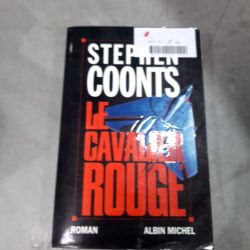 STEPHEN
COONTS
LE
CAVALIER
ROUGE
ROMAN ALBIN MICHEL